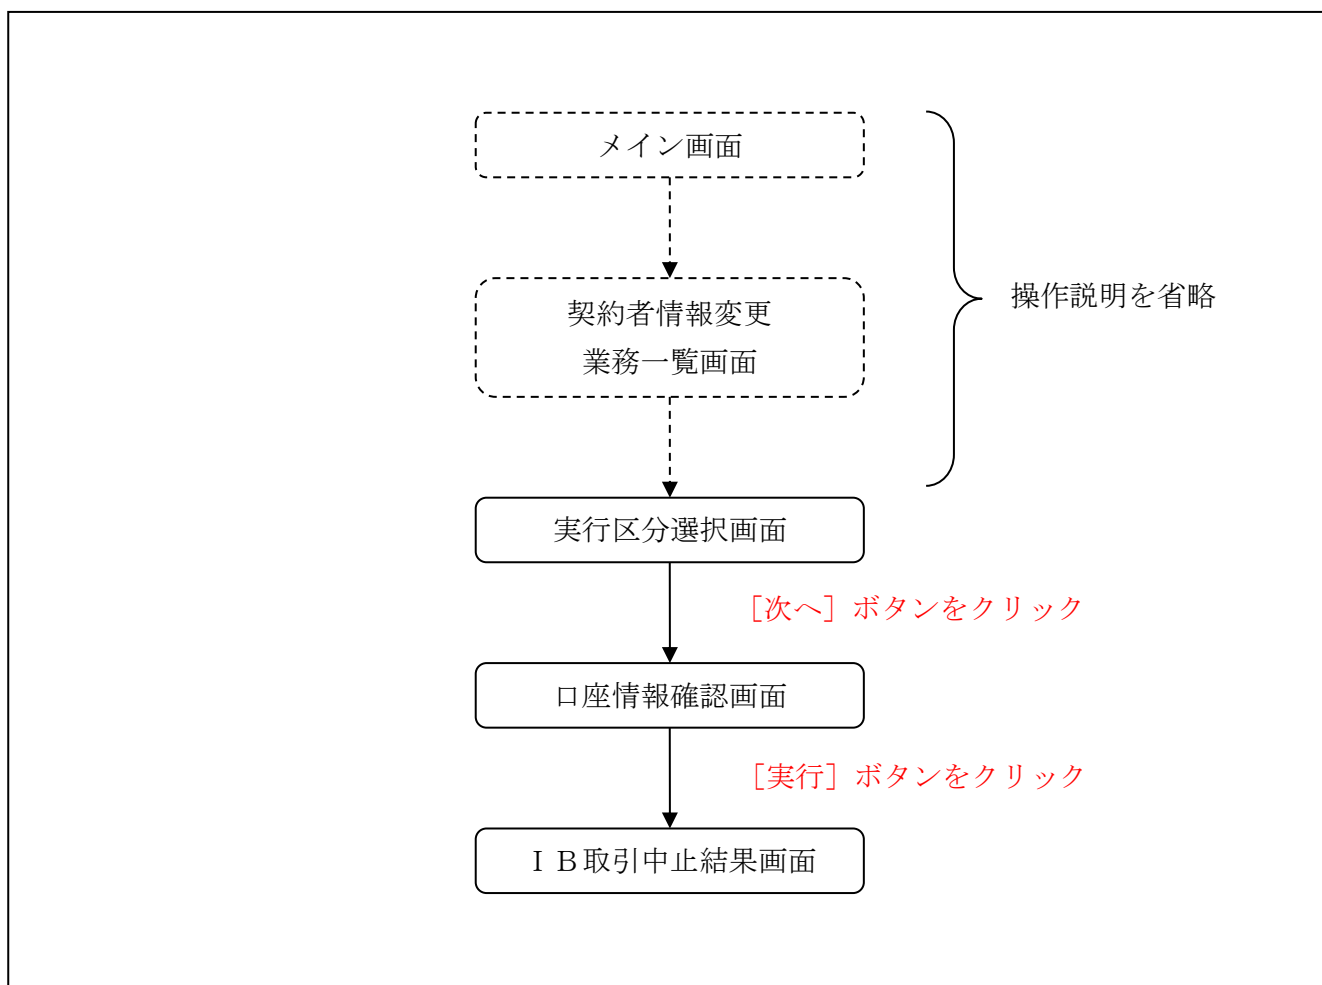 メイン画面
契約者情報変更
業務一覧画面
操作説明を省略
実行区分選択画面
［次へ］ボタンをクリック
口座情報確認画面
［実行］ボタンをクリック
ＩＢ取引中止結果画面